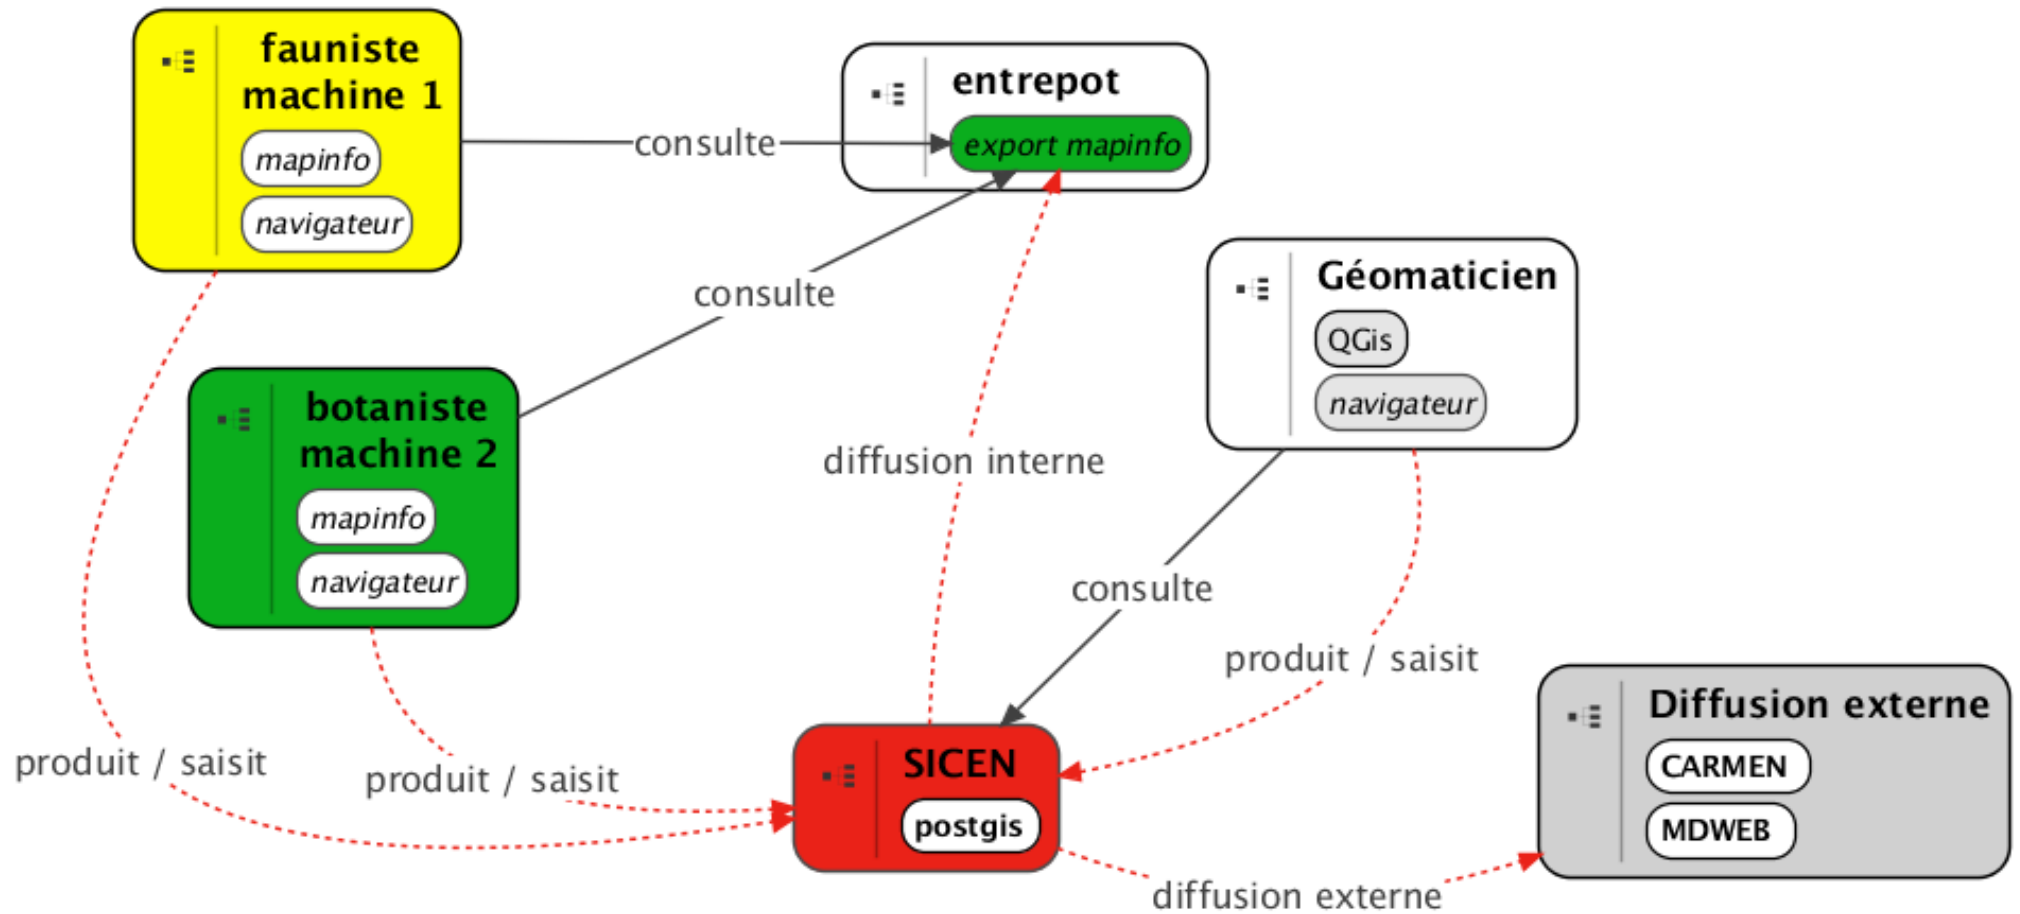 fauniste
machine 1
mapinfo
navigateur
consulte
entrepot
export mapinfo
consulte
Géomaticien
QGis
navigateur
botaniste
machine 2
mapinfo
navigateur
diffusion interne
consulte
produit / saisit
produit / saisit
produit / saisit
SICEN
postgis
Diffusion externe
CARMEN
MDWEB
diffusion externe